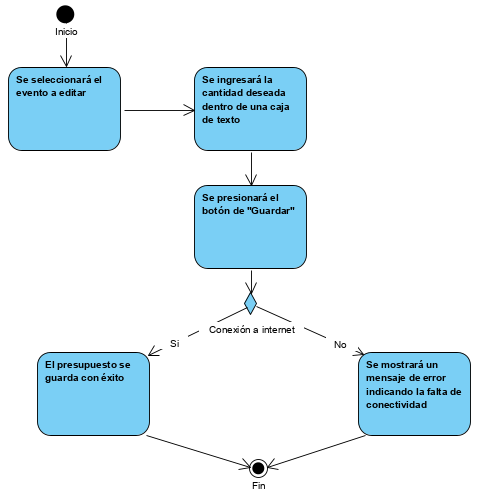 Inicio
Se seleccionará el
evento a editar
Se ingresará la
cantidad deseada
dentro de una caja
de texto
Se presionará el
botón de "Guardar"
Conexión a internet
Si
No
El presupuesto se
guarda con éxito
Se mostrará un
mensaje de error
indicando la falta de
conectividad
Fin